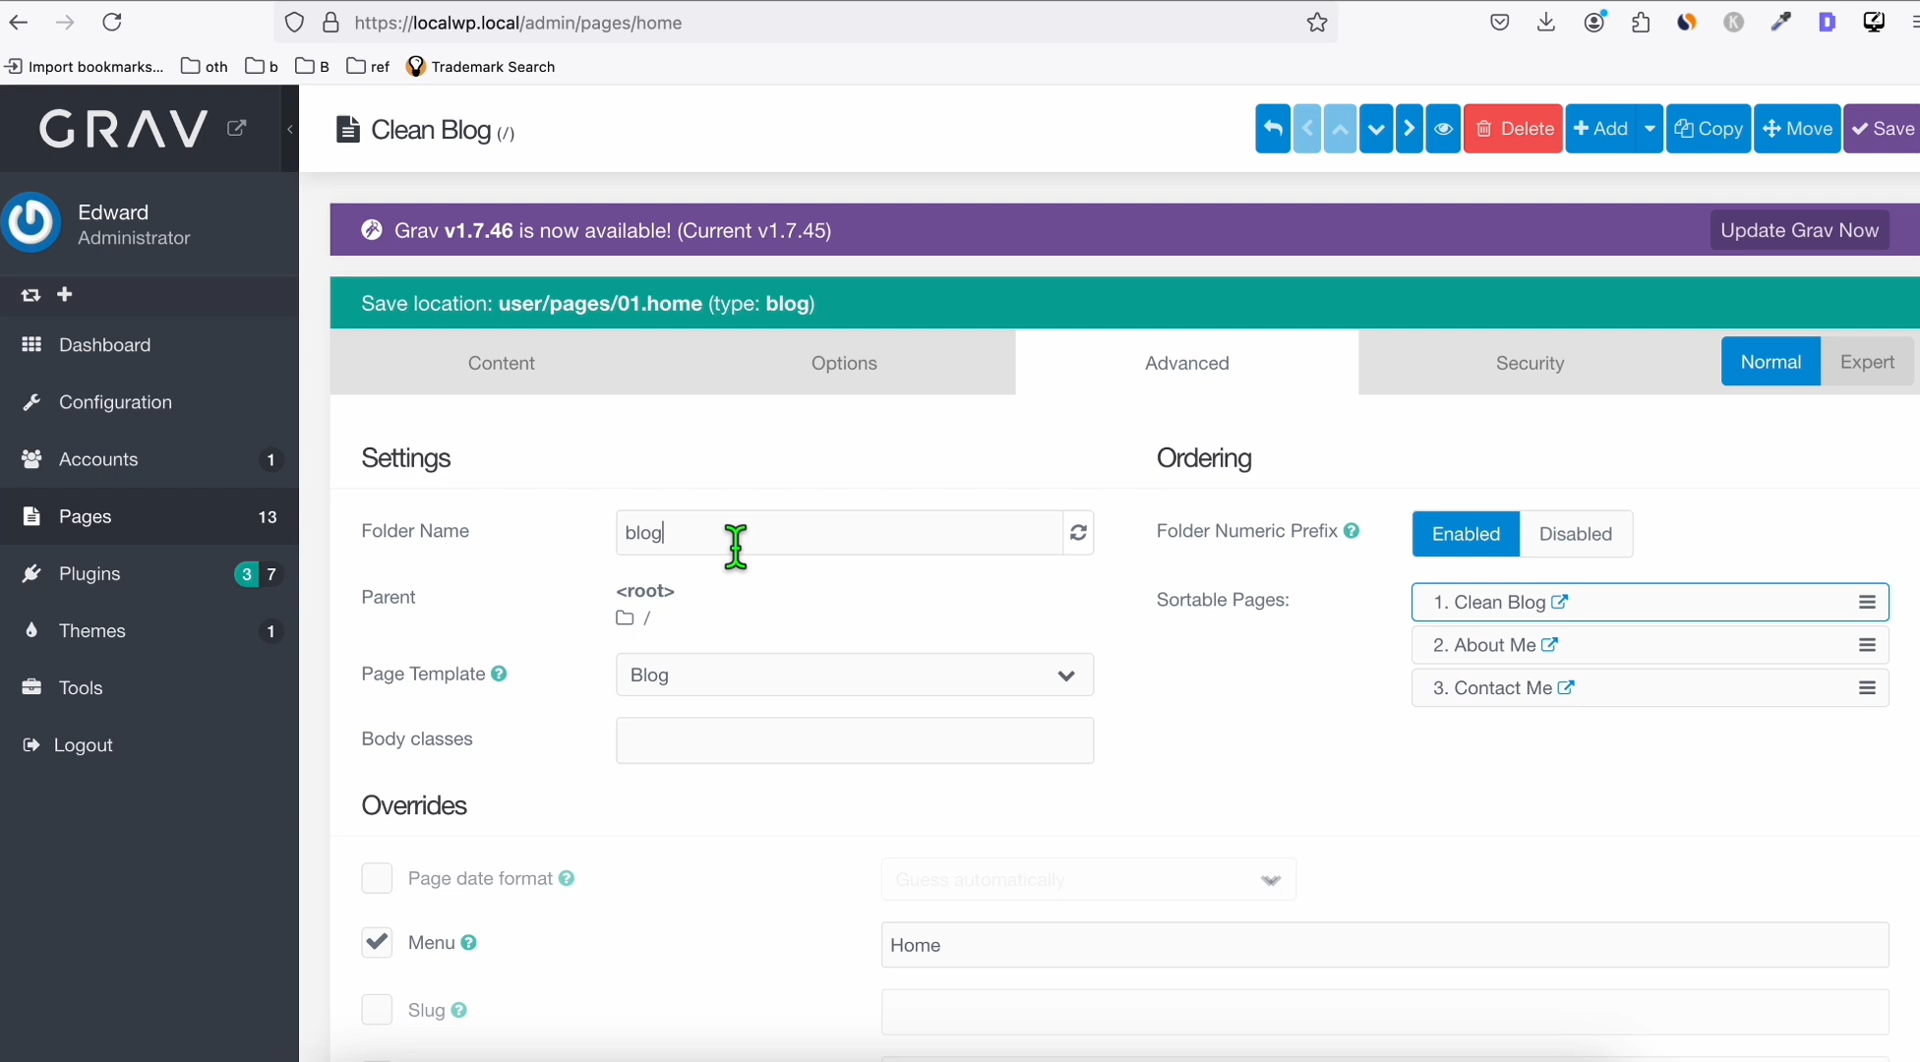 https://localwp.local/admin/pages/home
Import bookmarks... oth b B ref Trademark Search
GRAV
Clean Blog (/)
Delete Add Copy Move Save
Edward
Administrator
Grav v1.7.46 is now available! (Current v1.7.45)
Update Grav Now
Save location: user/pages/01.home (type: blog)
Dashboard
Configuration
Accounts 1
Pages 13
Plugins 3 7
Themes 1
Tools
Logout
Content Options Advanced Security Normal Expert
Settings
Folder Name blog
Parent <root>
/
Page Template Blog
Body classes
Ordering
Folder Numeric Prefix Enabled Disabled
Sortable Pages: 1. Clean Blog
2. About Me
3. Contact Me
Overrides
Page date format Guess automatically
Menu Home
Slug